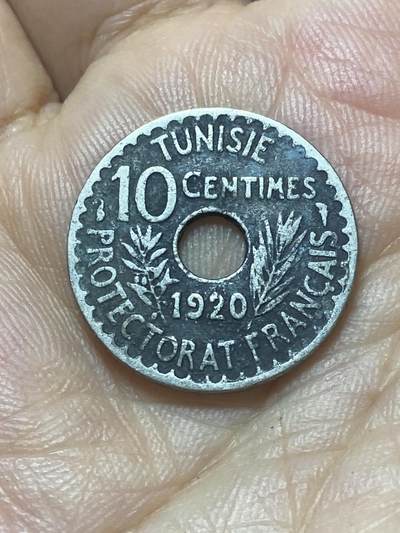 TUNISIE
10 CENTIMES
1920
PROTECTORAT FRANÇAIS